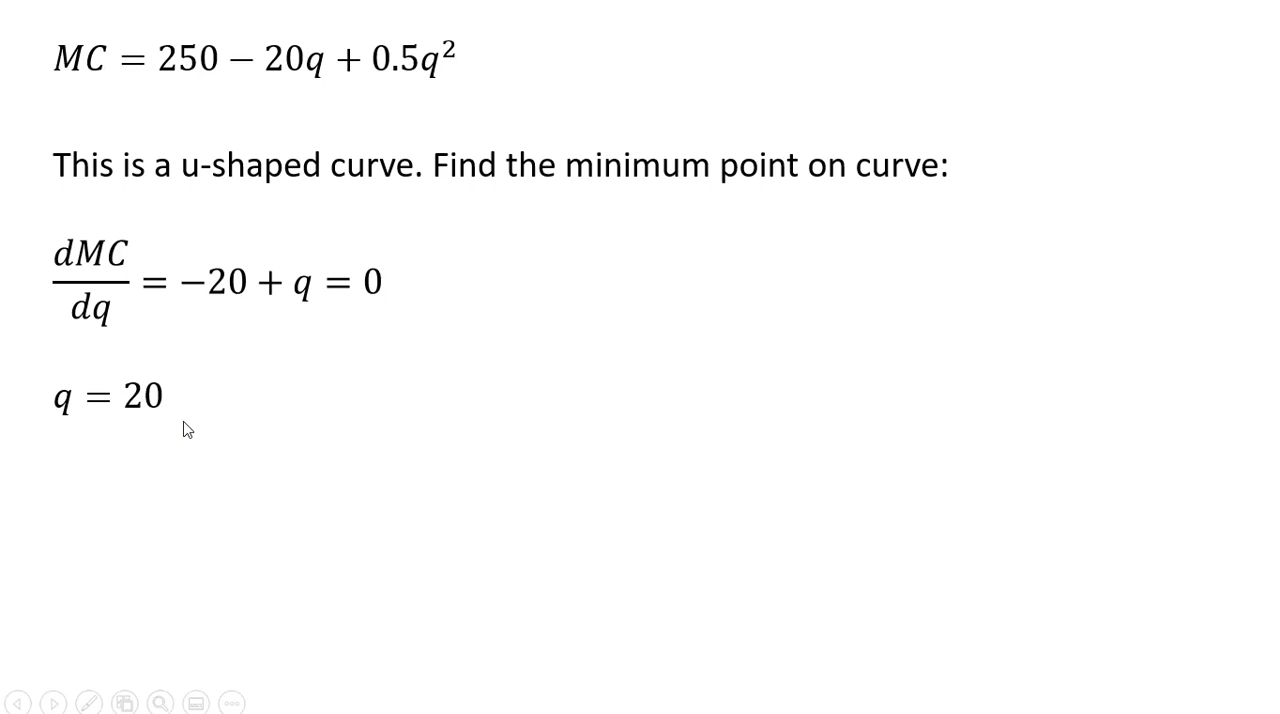 MC = 250 − 20q + 0.5q²
This is a u-shaped curve. Find the minimum point on curve:
dMC/dq = −20 + q = 0
q = 20